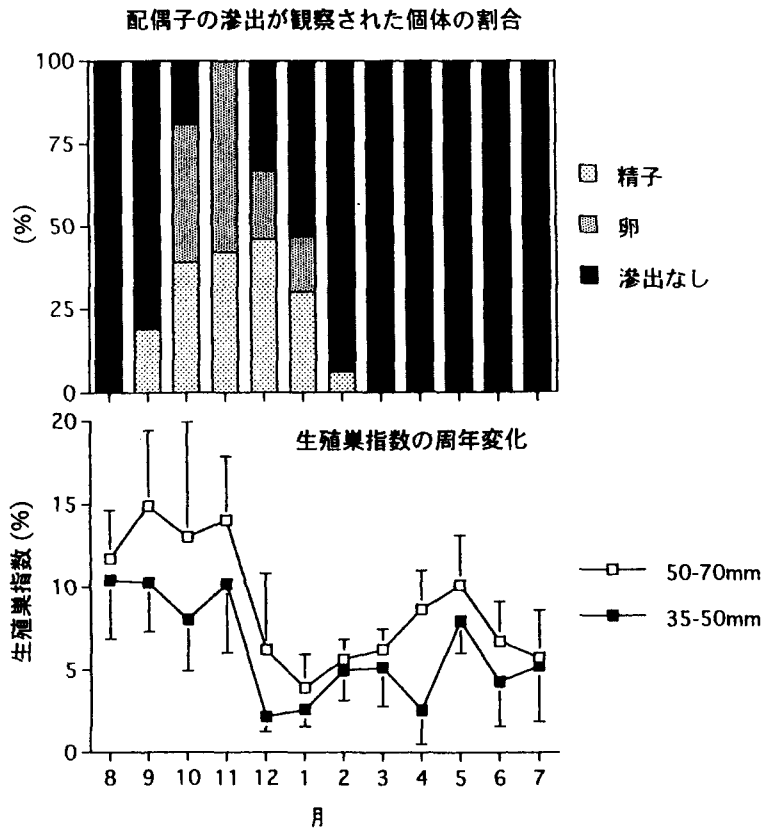 配偶子の滲出が観察された個体の割合
100
75
50
25
0
(%)
精子
卵
滲出なし
生殖巣指数の周年変化
20
15
10
5
0
生殖巣指数 (%)
50-70mm
35-50mm
8 9 10 11 12 1 2 3 4 5 6 7
月